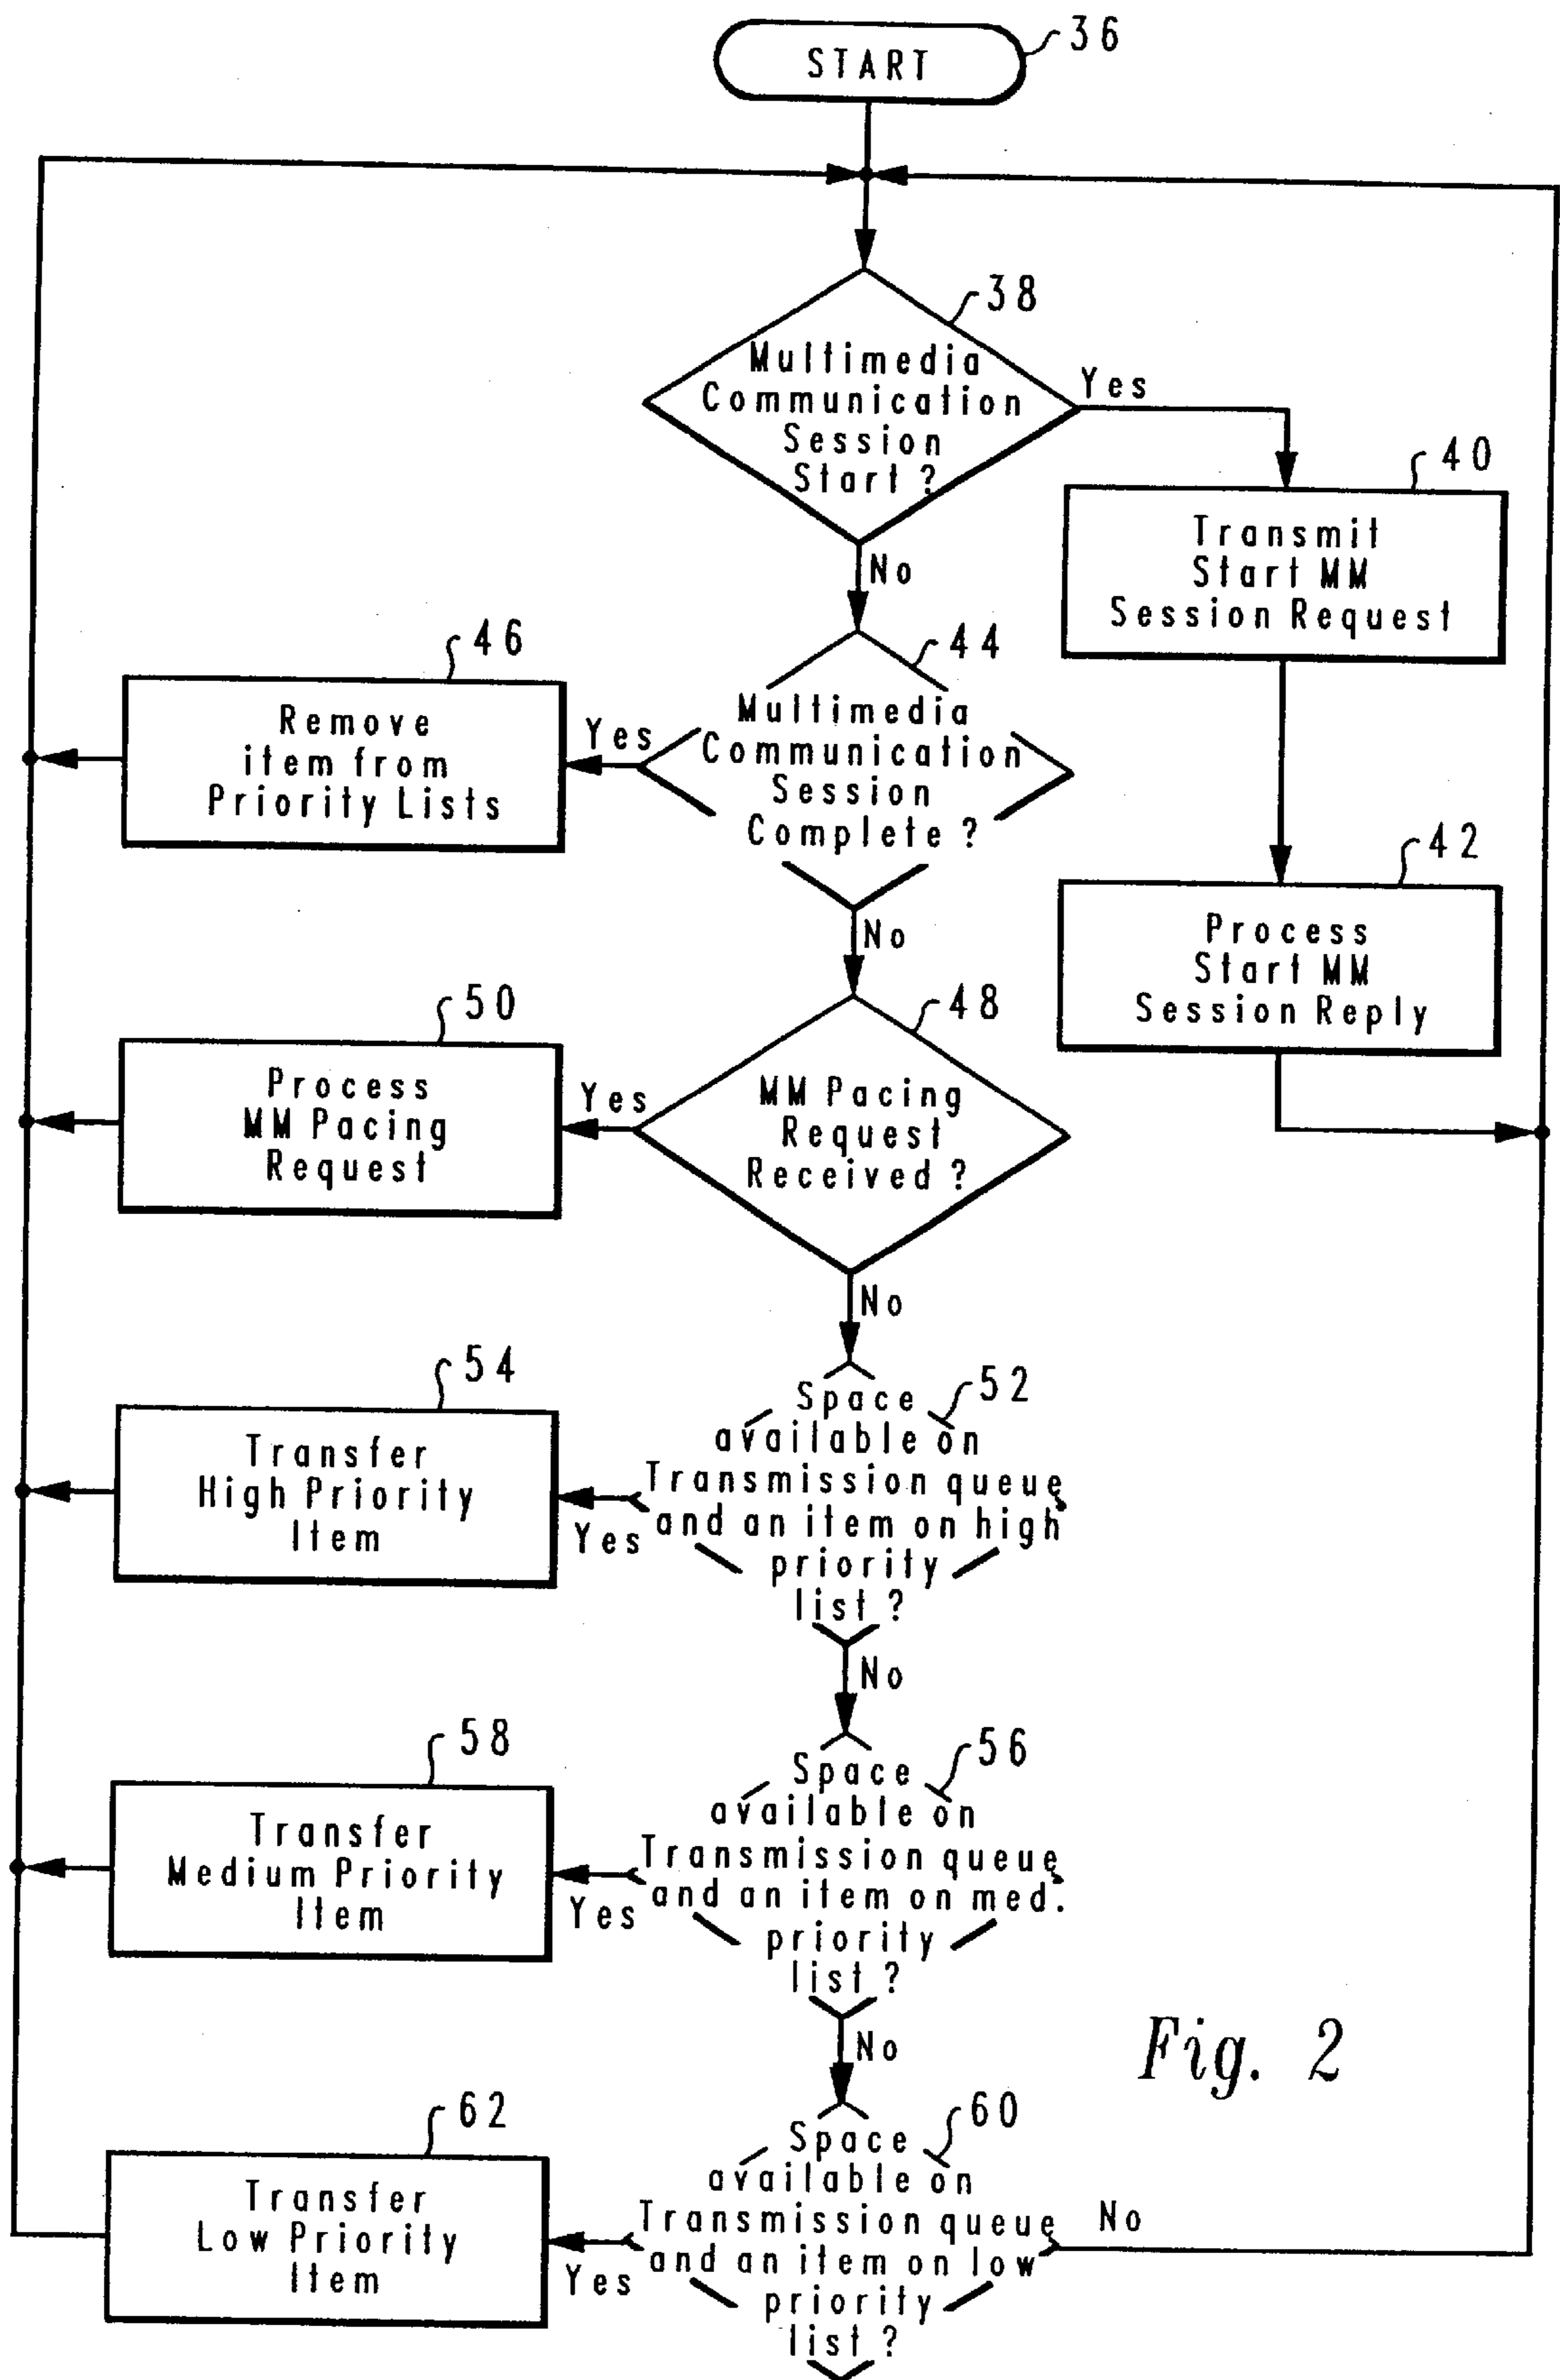 START
36
38
Multimedia
Communication
Session
Start ?
Yes
No
40
Transmit
Start MM
Session Request
42
Process
Start MM
Session Reply
44
Multimedia
Communication
Session
Complete ?
Yes
No
46
Remove
item from
Priority Lists
48
MM Pacing
Request
Received ?
Yes
No
50
Process
MM Pacing
Request
52
Space
available on
Transmission queue
and an item on high
priority
list ?
Yes
No
54
Transfer
High Priority
Item
56
Space
available on
Transmission queue
and an item on med.
priority
list ?
Yes
No
58
Transfer
Medium Priority
Item
60
Space
available on
Transmission queue
and an item on low
priority
list ?
Yes
No
62
Transfer
Low Priority
Item
Fig. 2